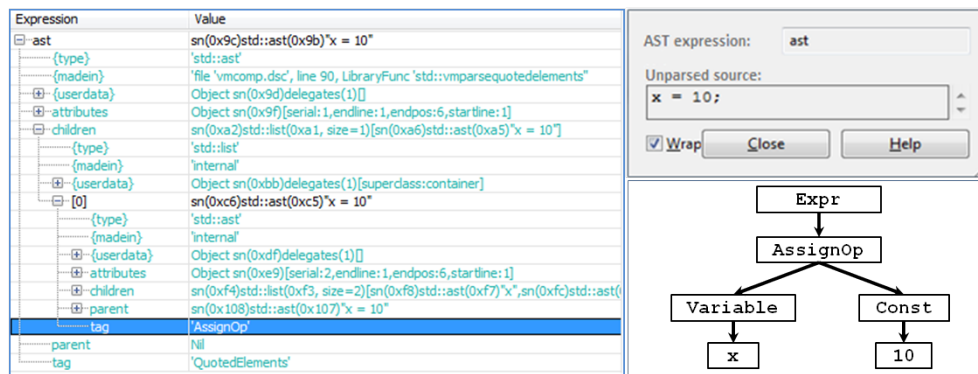 Expression Value
ast sn(0x9c)std::ast(0x9b)"x = 10"
{type} 'std::ast'
{madein} 'file 'vmcomp.dsc', line 90, LibraryFunc 'std::vmparsequotedelements''
{userdata} Object sn(0x9d)delegates(1)[]
attributes Object sn(0x9f)[serial:1,endline:1,endpos:6,startline:1]
children sn(0xa2)std::list(0xa1, size=1)[sn(0xa6)std::ast(0xa5)"x = 10"]
{type} 'std::list'
{madein} 'internal'
{userdata} Object sn(0xbb)delegates(1)[superclass:container]
[0] sn(0xc6)std::ast(0xc5)"x = 10"
{type} 'std::ast'
{madein} 'internal'
{userdata} Object sn(0xdf)delegates(1)[]
attributes Object sn(0xe9)[serial:2,endline:1,endpos:6,startline:1]
children sn(0xf4)std::list(0xf3, size=2)[sn(0xf8)std::ast(0xf7)"x",sn(0xfc)std::ast(
parent sn(0x108)std::ast(0x107)"x = 10"
tag 'AssignOp'
parent Nil
tag 'QuotedElements'
AST expression: ast
Unparsed source:
x = 10;
Wrap Close Help
Expr
AssignOp
Variable Const
x 10